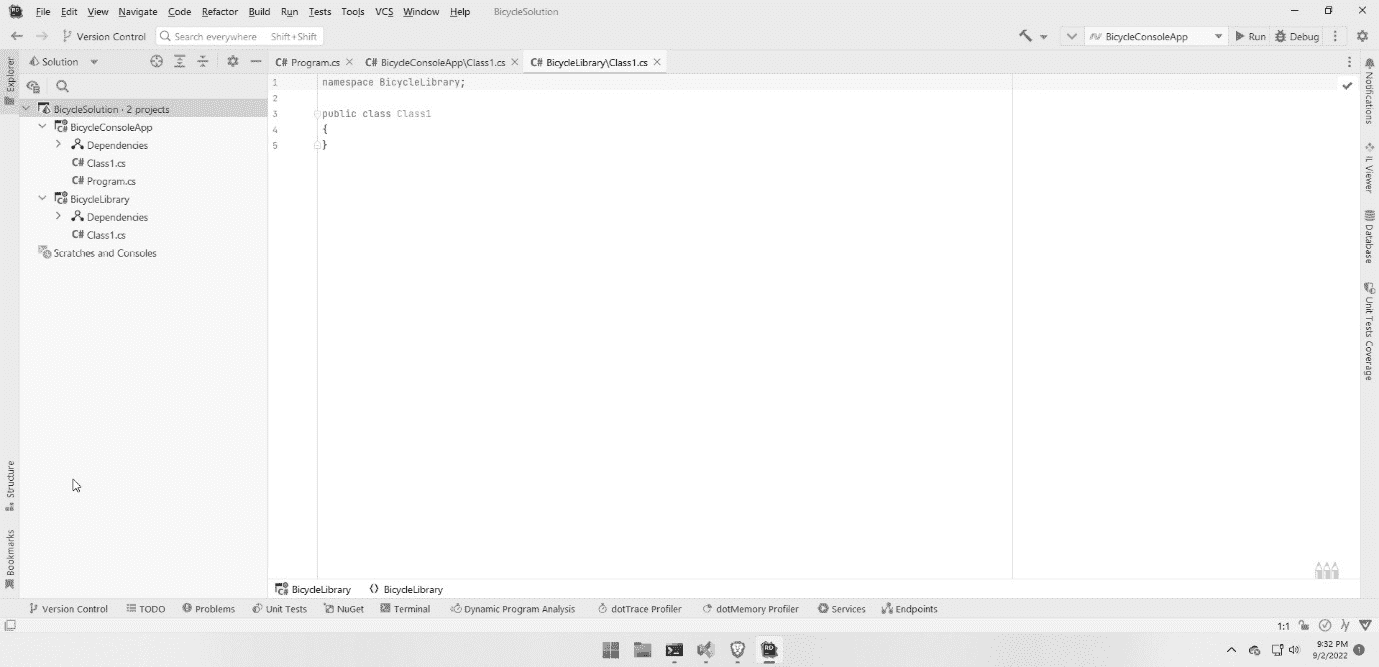 RD File Edit View Navigate Code Refactor Build Run Tests Tools VCS Window Help BicycleSolution
Version Control Search everywhere Shift+Shift BicycleConsoleApp Run Debug
Solution
C# Program.cs C# BicycleConsoleApp\Class1.cs C# BicycleLibrary\Class1.cs
Explorer
BicycleSolution · 2 projects
BicycleConsoleApp
Dependencies
C# Class1.cs
C# Program.cs
BicycleLibrary
Dependencies
C# Class1.cs
Scratches and Consoles
Structure
Bookmarks
1 namespace BicycleLibrary;
2
3 public class Class1
4 {
5 }
Notifications
IL Viewer
Database
Unit Tests Coverage
BicycleLibrary BicycleLibrary
Version Control TODO Problems Unit Tests NuGet Terminal Dynamic Program Analysis dotTrace Profiler dotMemory Profiler Services Endpoints
1:1
RD
9:32 PM
9/2/2022
1